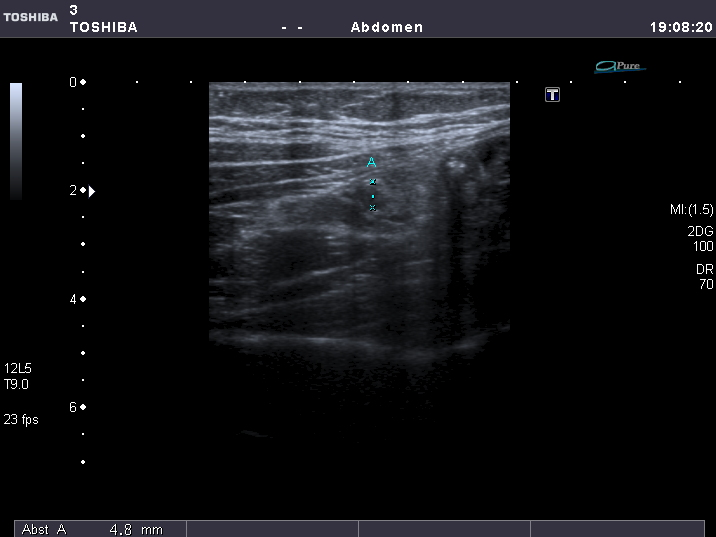 TOSHIBA
3
TOSHIBA - - Abdomen 19:08:20
aPure
T
0
A
2
MI:(1.5)
2DG
100
DR
70
4
12L5
T9.0
6
23 fps
Abst A 4.8 mm